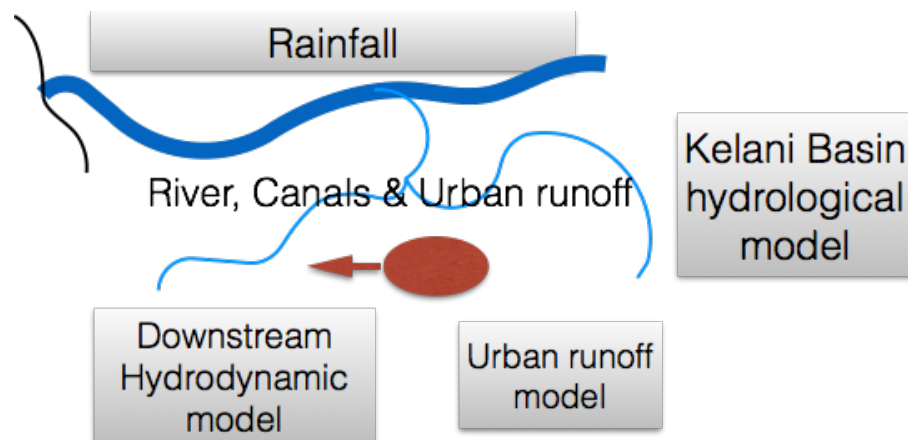 Rainfall
River, Canals & Urban runoff
Kelani Basin
hydrological
model
Downstream
Hydrodynamic
model
Urban runoff
model